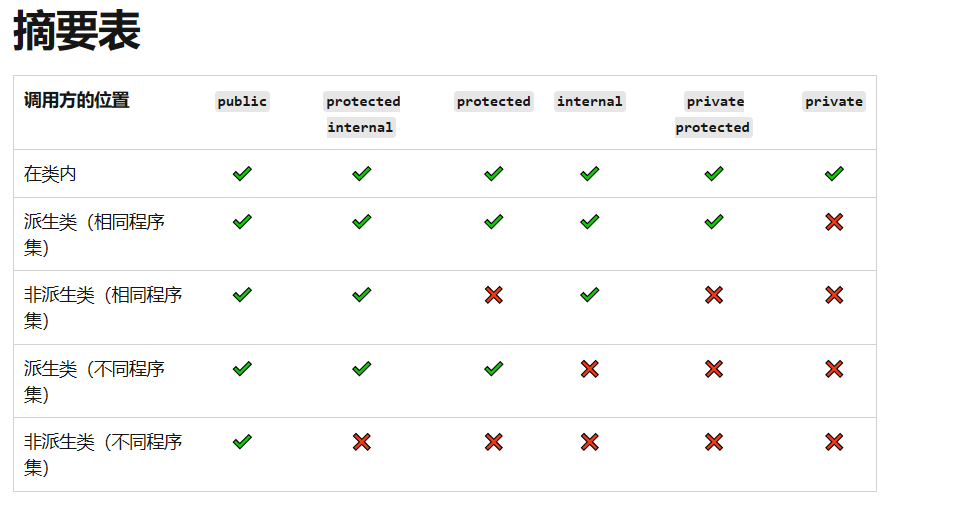 摘要表
调用方的位置 public protected internal protected internal private protected private
在类内 ✔ ✔ ✔ ✔ ✔ ✔
派生类（相同程序
集） ✔ ✔ ✔ ✔ ✔ ❌
非派生类（相同程序
集） ✔ ✔ ❌ ✔ ❌ ❌
派生类（不同程序
集） ✔ ✔ ✔ ❌ ❌ ❌
非派生类（不同程序
集） ✔ ❌ ❌ ❌ ❌ ❌